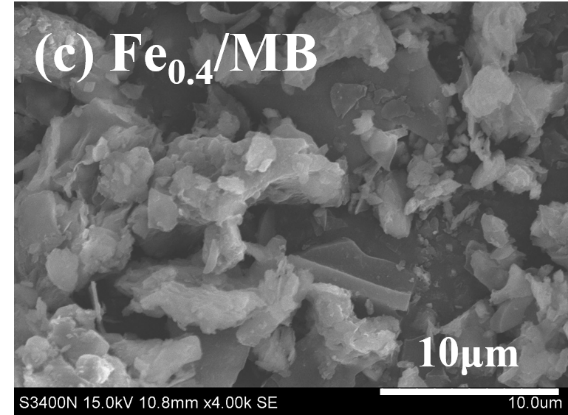 (c) Fe0.4/MB
10μm
S3400N 15.0kV 10.8mm x4.00k SE 10.0um